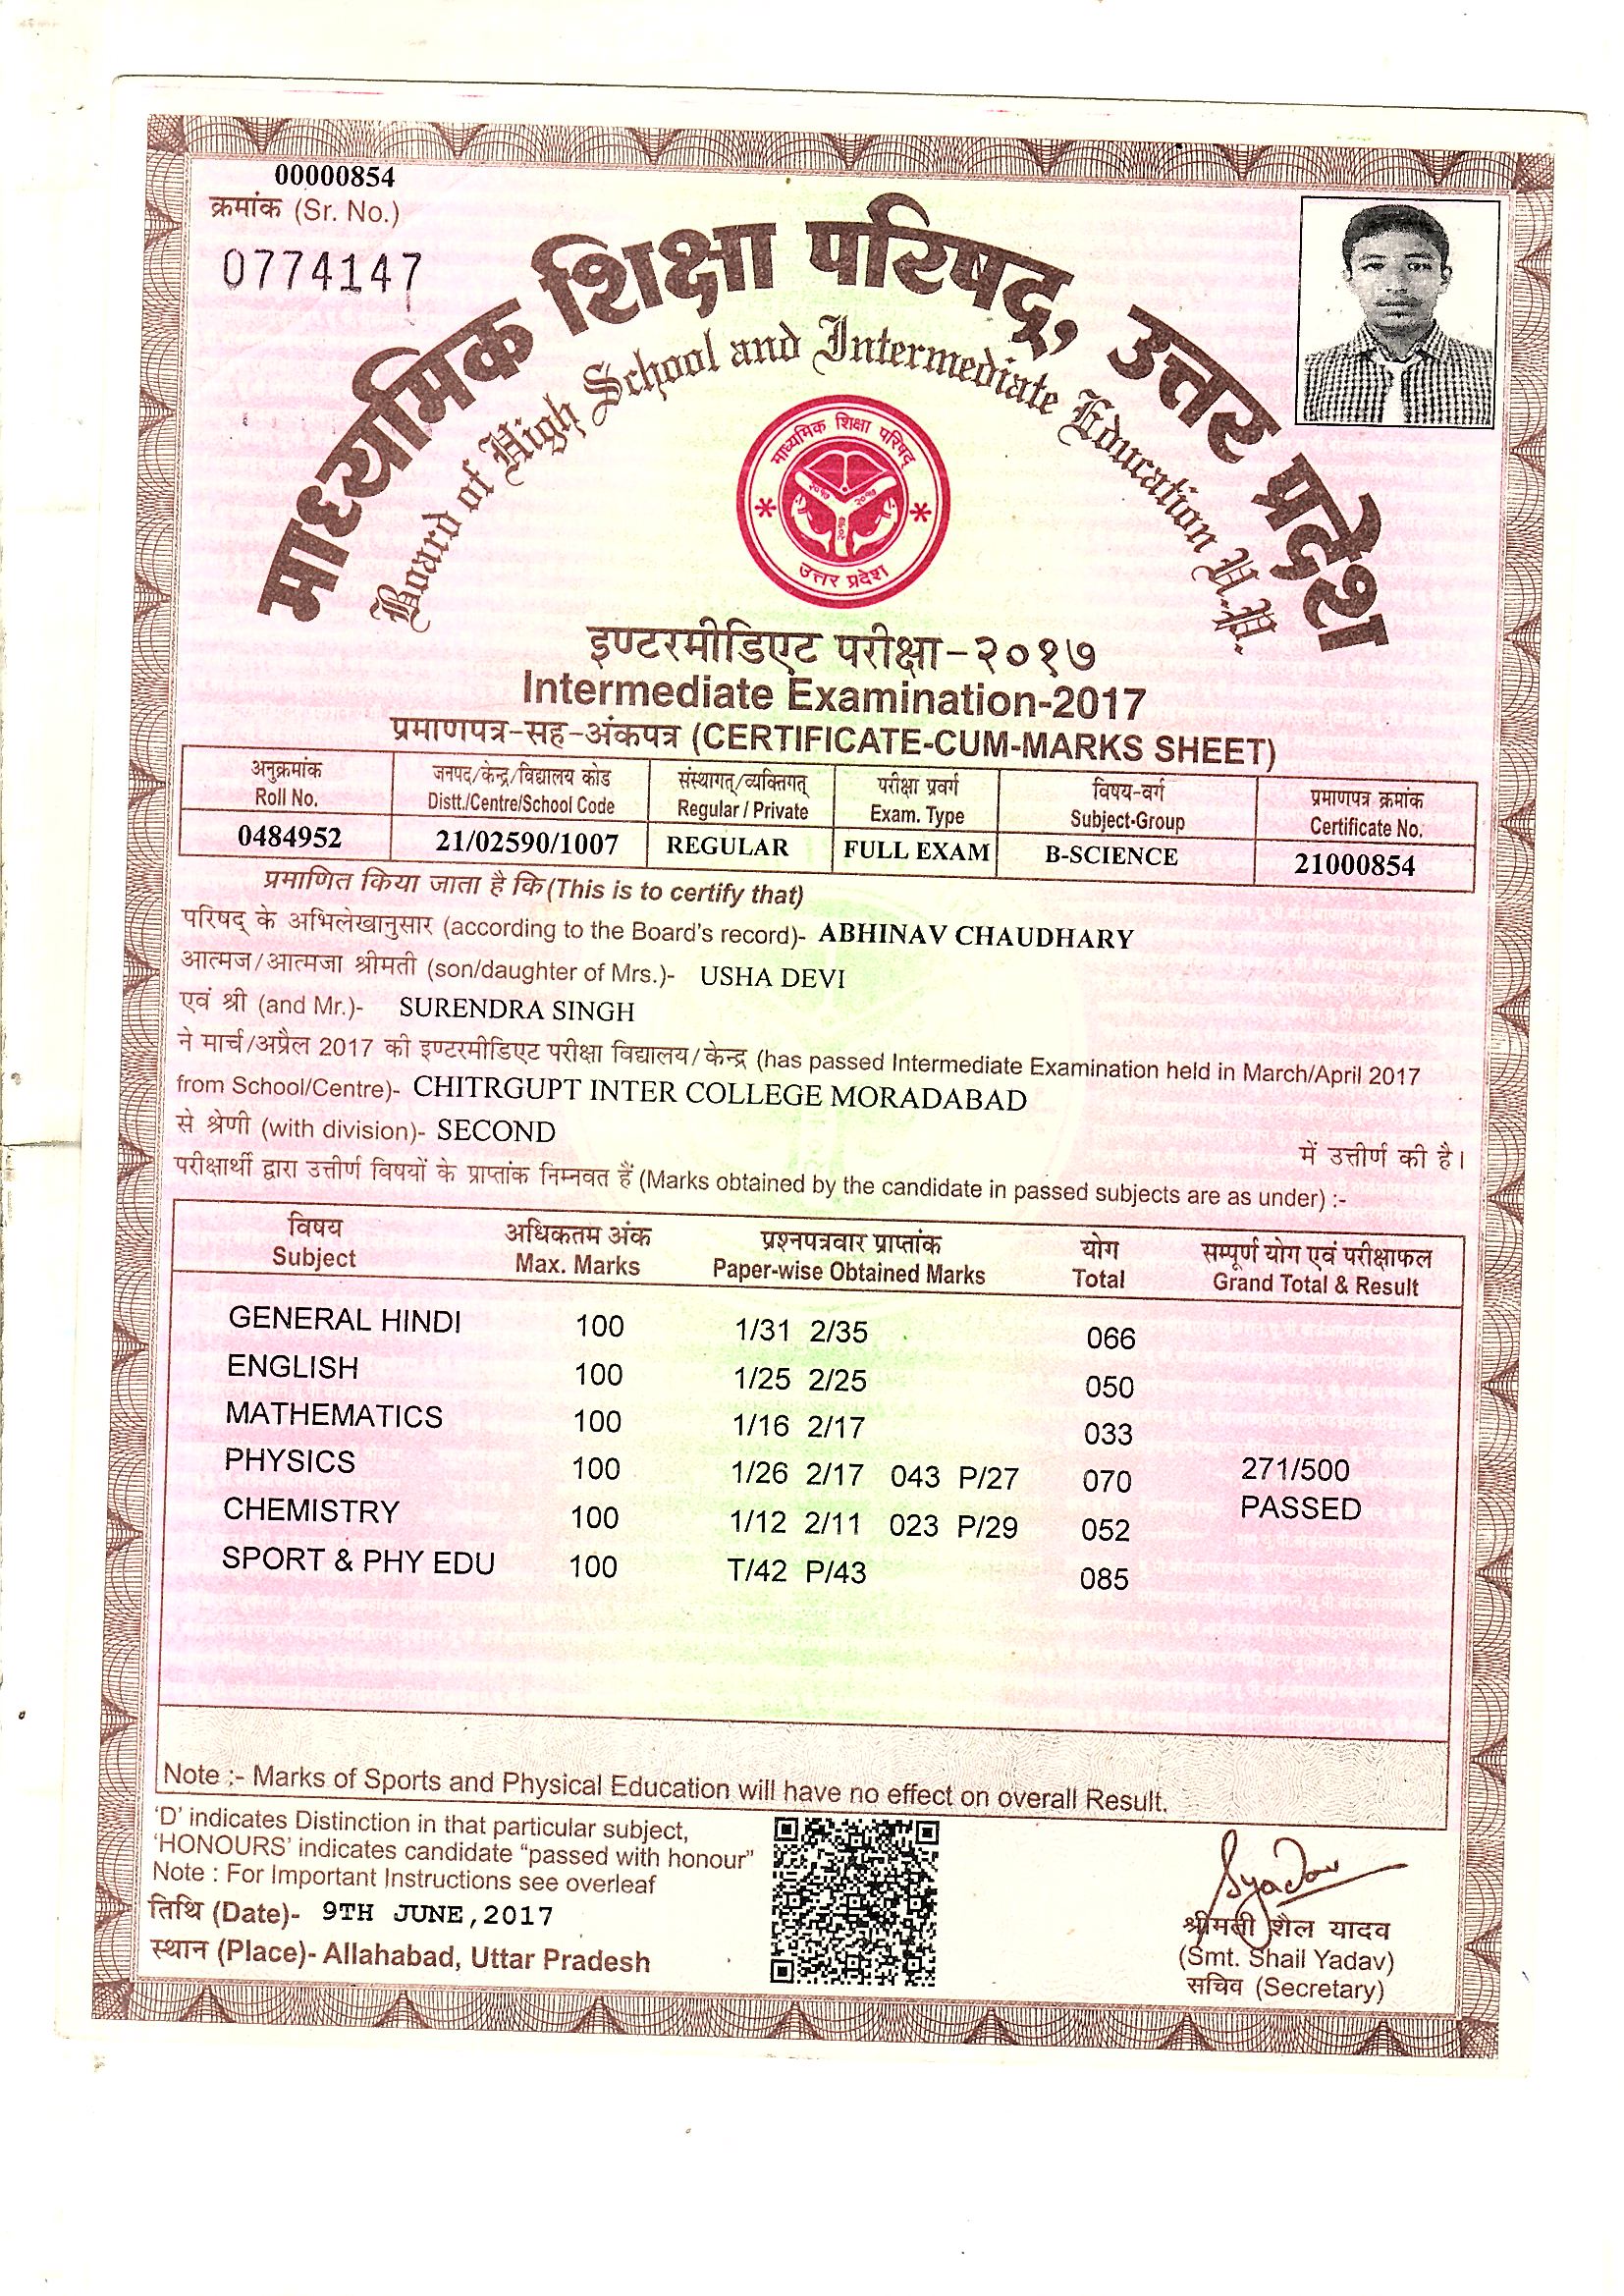 00000854
क्रमांक (Sr. No.)
0774147
माध्यमिक शिक्षा परिषद्, उत्तर प्रदेश
Board of High School and Intermediate Education U.P.
माध्यमिक शिक्षा परिषद्
२०१७ २०१७
२०१७
उत्तर प्रदेश
इण्टरमीडिएट परीक्षा-२०१७
Intermediate Examination-2017
प्रमाणपत्र-सह-अंकपत्र (CERTIFICATE-CUM-MARKS SHEET)
अनुक्रमांक जनपद/केन्द्र/विद्यालय कोड संस्थागत्/व्यक्तिगत् परीक्षा प्रवर्ग विषय-वर्ग प्रमाणपत्र क्रमांक
Roll No. Distt./Centre/School Code Regular / Private Exam. Type Subject-Group Certificate No.
0484952 21/02590/1007 REGULAR FULL EXAM B-SCIENCE 21000854
प्रमाणित किया जाता है कि (This is to certify that)
परिषद् के अभिलेखानुसार (according to the Board's record)- ABHINAV CHAUDHARY
आत्मज/आत्मजा श्रीमती (son/daughter of Mrs.)- USHA DEVI
एवं श्री (and Mr.)- SURENDRA SINGH
ने मार्च/अप्रैल 2017 की इण्टरमीडिएट परीक्षा विद्यालय/केन्द्र (has passed Intermediate Examination held in March/April 2017
from School/Centre)- CHITRGUPT INTER COLLEGE MORADABAD
से श्रेणी (with division)- SECOND में उत्तीर्ण की है।
परीक्षार्थी द्वारा उत्तीर्ण विषयों के प्राप्तांक निम्नवत हैं (Marks obtained by the candidate in passed subjects are as under) :-
विषय अधिकतम अंक प्रश्नपत्रवार प्राप्तांक योग सम्पूर्ण योग एवं परीक्षाफल
Subject Max. Marks Paper-wise Obtained Marks Total Grand Total & Result
GENERAL HINDI 100 1/31 2/35 066
ENGLISH 100 1/25 2/25 050
MATHEMATICS 100 1/16 2/17 033
PHYSICS 100 1/26 2/17 043 P/27 070 271/500
CHEMISTRY 100 1/12 2/11 023 P/29 052 PASSED
SPORT & PHY EDU 100 T/42 P/43 085
Note :- Marks of Sports and Physical Education will have no effect on overall Result.
'D' indicates Distinction in that particular subject,
'HONOURS' indicates candidate "passed with honour"
Note : For Important Instructions see overleaf
तिथि (Date)- 9TH JUNE,2017
स्थान (Place)- Allahabad, Uttar Pradesh
Syadav
श्रीमती शैल यादव
(Smt. Shail Yadav)
सचिव (Secretary)